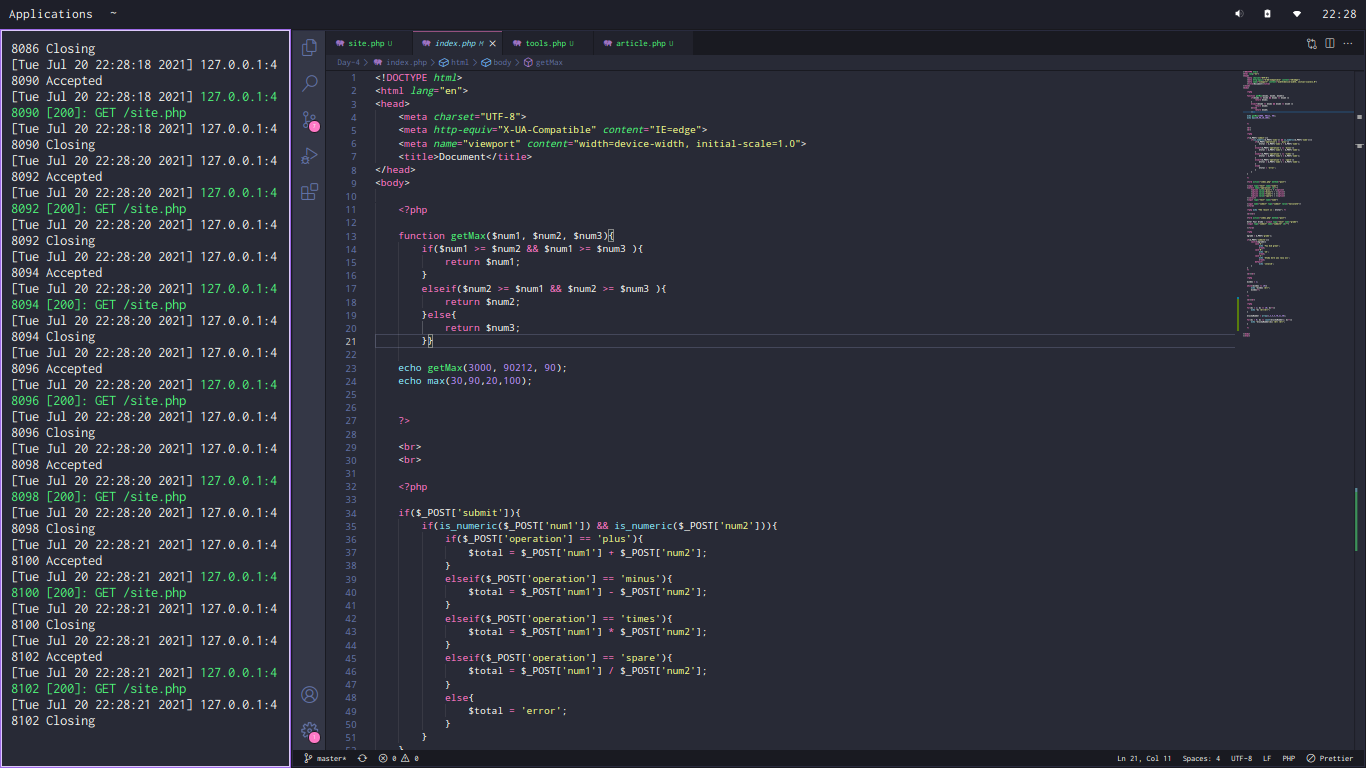 Applications ~ 22:28
8086 Closing
[Tue Jul 20 22:28:18 2021] 127.0.0.1:4
8090 Accepted
[Tue Jul 20 22:28:18 2021] 127.0.0.1:4
8090 [200]: GET /site.php
[Tue Jul 20 22:28:18 2021] 127.0.0.1:4
8090 Closing
[Tue Jul 20 22:28:20 2021] 127.0.0.1:4
8092 Accepted
[Tue Jul 20 22:28:20 2021] 127.0.0.1:4
8092 [200]: GET /site.php
[Tue Jul 20 22:28:20 2021] 127.0.0.1:4
8092 Closing
[Tue Jul 20 22:28:20 2021] 127.0.0.1:4
8094 Accepted
[Tue Jul 20 22:28:20 2021] 127.0.0.1:4
8094 [200]: GET /site.php
[Tue Jul 20 22:28:20 2021] 127.0.0.1:4
8094 Closing
[Tue Jul 20 22:28:20 2021] 127.0.0.1:4
8096 Accepted
[Tue Jul 20 22:28:20 2021] 127.0.0.1:4
8096 [200]: GET /site.php
[Tue Jul 20 22:28:20 2021] 127.0.0.1:4
8096 Closing
[Tue Jul 20 22:28:20 2021] 127.0.0.1:4
8098 Accepted
[Tue Jul 20 22:28:20 2021] 127.0.0.1:4
8098 [200]: GET /site.php
[Tue Jul 20 22:28:20 2021] 127.0.0.1:4
8098 Closing
[Tue Jul 20 22:28:21 2021] 127.0.0.1:4
8100 Accepted
[Tue Jul 20 22:28:21 2021] 127.0.0.1:4
8100 [200]: GET /site.php
[Tue Jul 20 22:28:21 2021] 127.0.0.1:4
8100 Closing
[Tue Jul 20 22:28:21 2021] 127.0.0.1:4
8102 Accepted
[Tue Jul 20 22:28:21 2021] 127.0.0.1:4
8102 [200]: GET /site.php
[Tue Jul 20 22:28:21 2021] 127.0.0.1:4
8102 Closing
site.php U index.php M tools.php U article.php U
Day-4 > index.php > html > body > getMax
1 <!DOCTYPE html>
2 <html lang="en">
3 <head>
4 <meta charset="UTF-8">
5 <meta http-equiv="X-UA-Compatible" content="IE=edge">
6 <meta name="viewport" content="width=device-width, initial-scale=1.0">
7 <title>Document</title>
8 </head>
9 <body>
10
11 <?php
12
13 function getMax($num1, $num2, $num3){
14 if($num1 >= $num2 && $num1 >= $num3 ){
15 return $num1;
16 }
17 elseif($num2 >= $num1 && $num2 >= $num3 ){
18 return $num2;
19 }else{
20 return $num3;
21 }}
22
23 echo getMax(3000, 90212, 90);
24 echo max(30,90,20,100);
25
26
27 ?>
28
29 <br>
30 <br>
31
32 <?php
33
34 if($_POST['submit']){
35 if(is_numeric($_POST['num1']) && is_numeric($_POST['num2'])){
36 if($_POST['operation'] == 'plus'){
37 $total = $_POST['num1'] + $_POST['num2'];
38 }
39 elseif($_POST['operation'] == 'minus'){
40 $total = $_POST['num1'] - $_POST['num2'];
41 }
42 elseif($_POST['operation'] == 'times'){
43 $total = $_POST['num1'] * $_POST['num2'];
44 }
45 elseif($_POST['operation'] == 'spare'){
46 $total = $_POST['num1'] / $_POST['num2'];
47 }
48 else{
49 $total = 'error';
50 }
51 }
master* 0 0 Ln 21, Col 11 Spaces: 4 UTF-8 LF PHP Prettier